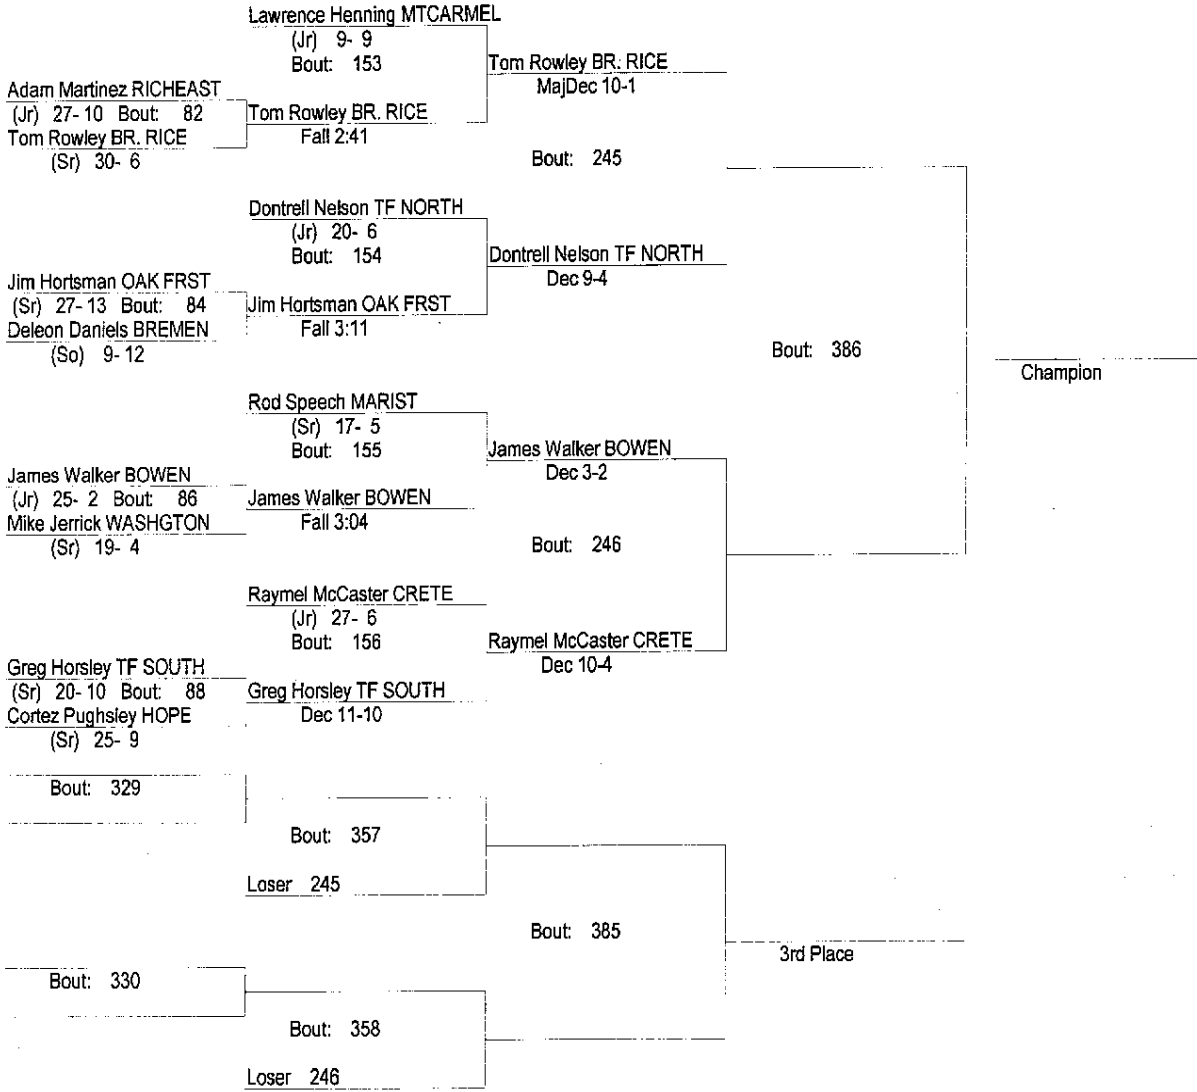 Lawrence Henning MTCARMEL
(Jr) 9- 9
Bout: 153
Tom Rowley BR. RICE
MajDec 10-1
Adam Martinez RICHEAST
(Jr) 27- 10 Bout: 82
Tom Rowley BR. RICE
Fall 2:41
Tom Rowley BR. RICE
(Sr) 30- 6
Bout: 245
Dontrell Nelson TF NORTH
(Jr) 20- 6
Bout: 154
Dontrell Nelson TF NORTH
Dec 9-4
Jim Hortsman OAK FRST
(Sr) 27- 13 Bout: 84
Jim Hortsman OAK FRST
Fall 3:11
Deleon Daniels BREMEN
(So) 9- 12
Bout: 386
Champion
Rod Speech MARIST
(Sr) 17- 5
Bout: 155
James Walker BOWEN
Dec 3-2
James Walker BOWEN
(Jr) 25- 2 Bout: 86
James Walker BOWEN
Fall 3:04
Mike Jerrick WASHGTON
(Sr) 19- 4
Bout: 246
Raymel McCaster CRETE
(Jr) 27- 6
Bout: 156
Raymel McCaster CRETE
Dec 10-4
Greg Horsley TF SOUTH
(Sr) 20- 10 Bout: 88
Greg Horsley TF SOUTH
Dec 11-10
Cortez Pughsley HOPE
(Sr) 25- 9
Bout: 329
Bout: 357
Loser 245
Bout: 385
3rd Place
Bout: 330
Bout: 358
Loser 246